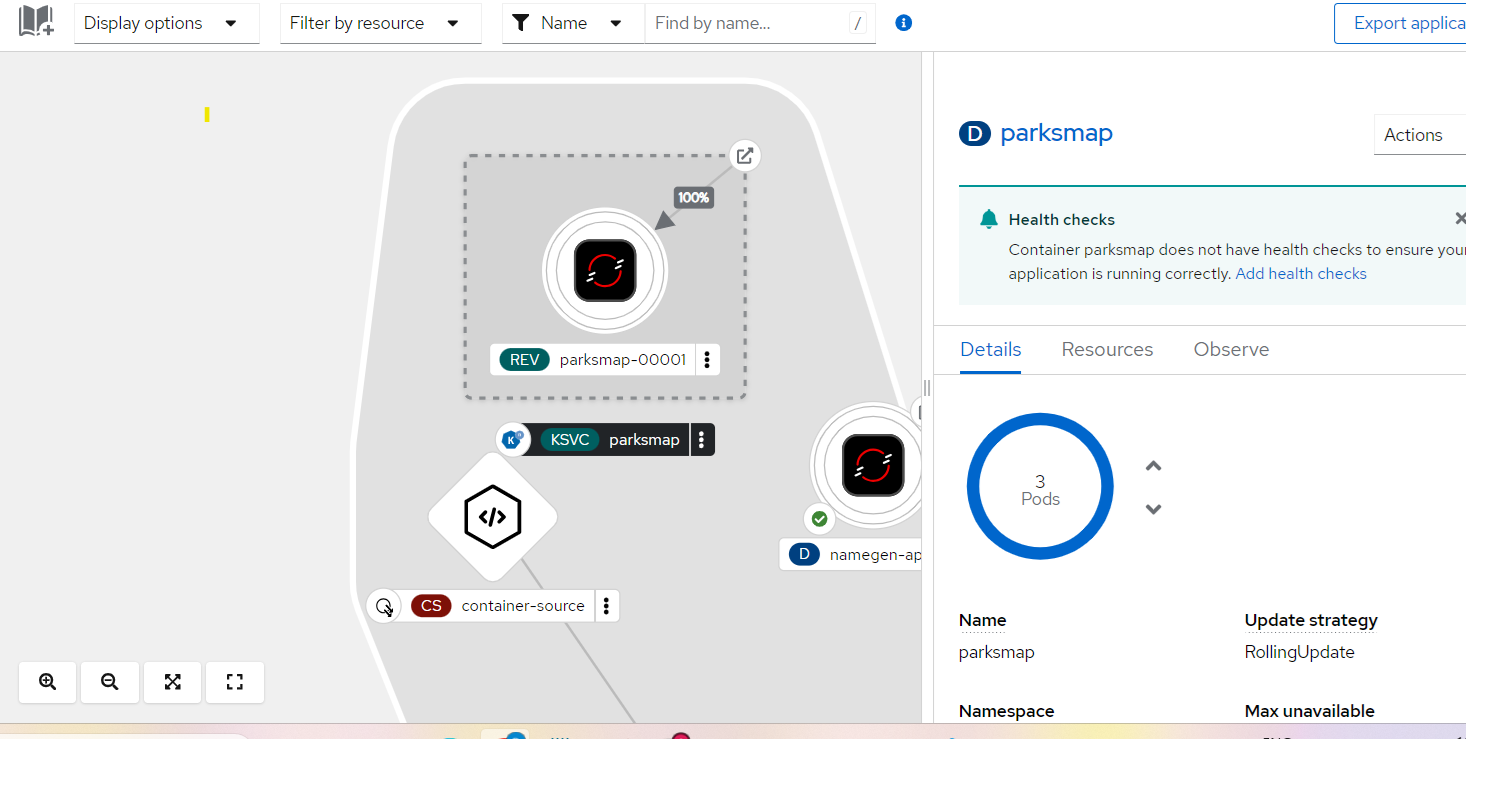 Display options
Filter by resource
Name
Find by name...
/
Export applica
100%
REV parksmap-00001
KSVC parksmap
D namegen-ap
CS container-source
D parksmap
Actions
Health checks
Container parksmap does not have health checks to ensure your
application is running correctly. Add health checks
Details Resources Observe
3
Pods
Name
parksmap
Update strategy
RollingUpdate
Namespace
Max unavailable